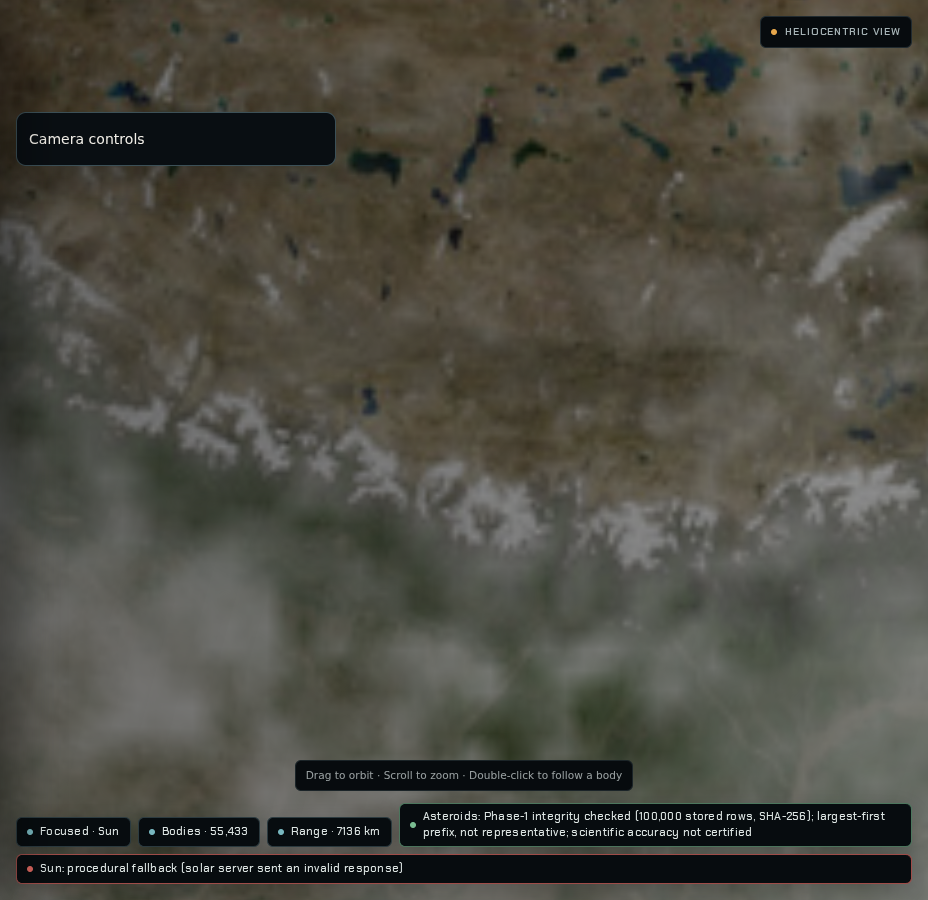 HELIOCENTRIC VIEW
Camera controls
Drag to orbit · Scroll to zoom · Double-click to follow a body
Focused · Sun
Bodies · 55,433
Range · 7136 km
Asteroids: Phase-1 integrity checked (100,000 stored rows, SHA-256); largest-first
prefix, not representative; scientific accuracy not certified
Sun: procedural fallback (solar server sent an invalid response)